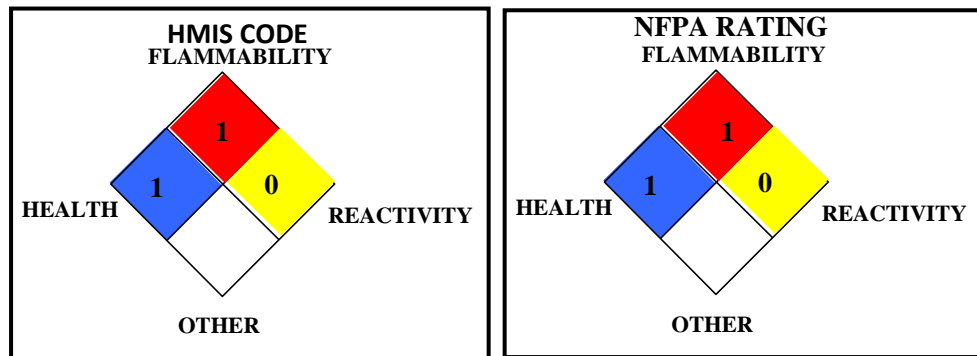 HMIS CODE
FLAMMABILITY
1
1
0
HEALTH
REACTIVITY
OTHER
NFPA RATING
FLAMMABILITY
1
1
0
HEALTH
REACTIVITY
OTHER